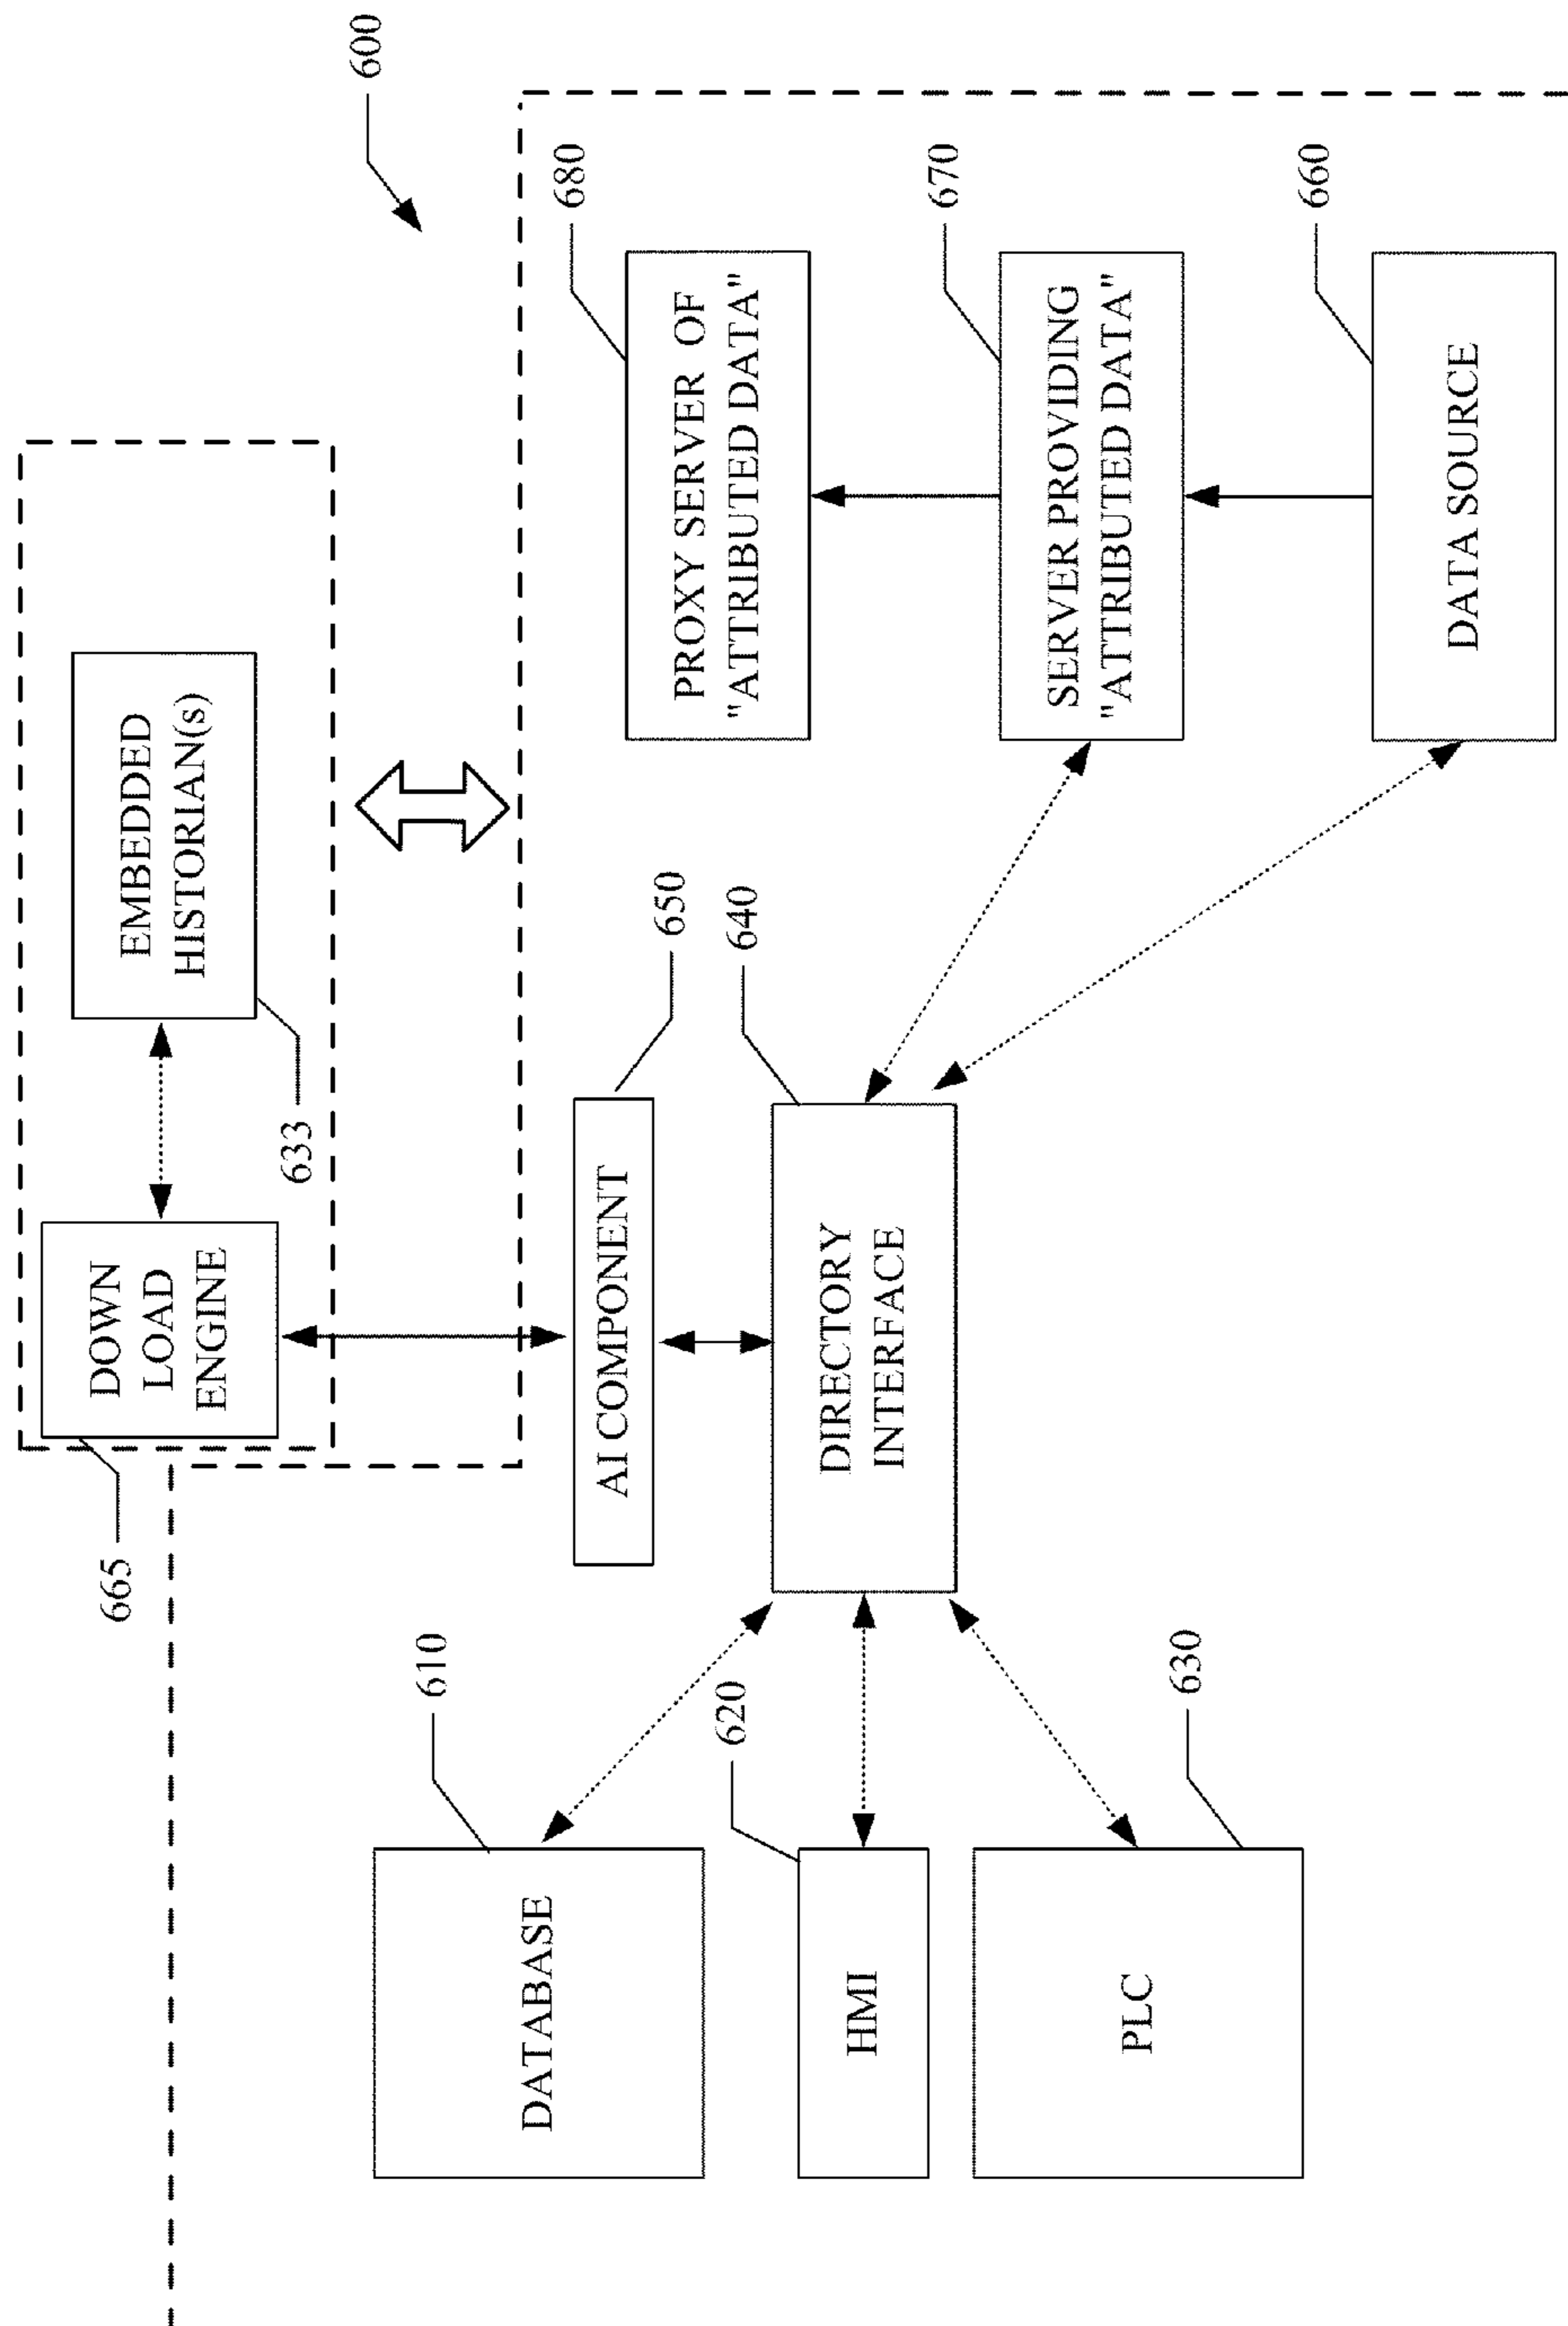 600
EMBEDDED
HISTORIAN(s)
633
DOWN
LOAD
ENGINE
665
680
PROXY SERVER OF
"ATTRIBUTED DATA"
670
SERVER PROVIDING
"ATTRIBUTED DATA"
660
DATA SOURCE
650
AI COMPONENT
640
DIRECTORY
INTERFACE
610
DATABASE
620
HMI
630
PLC